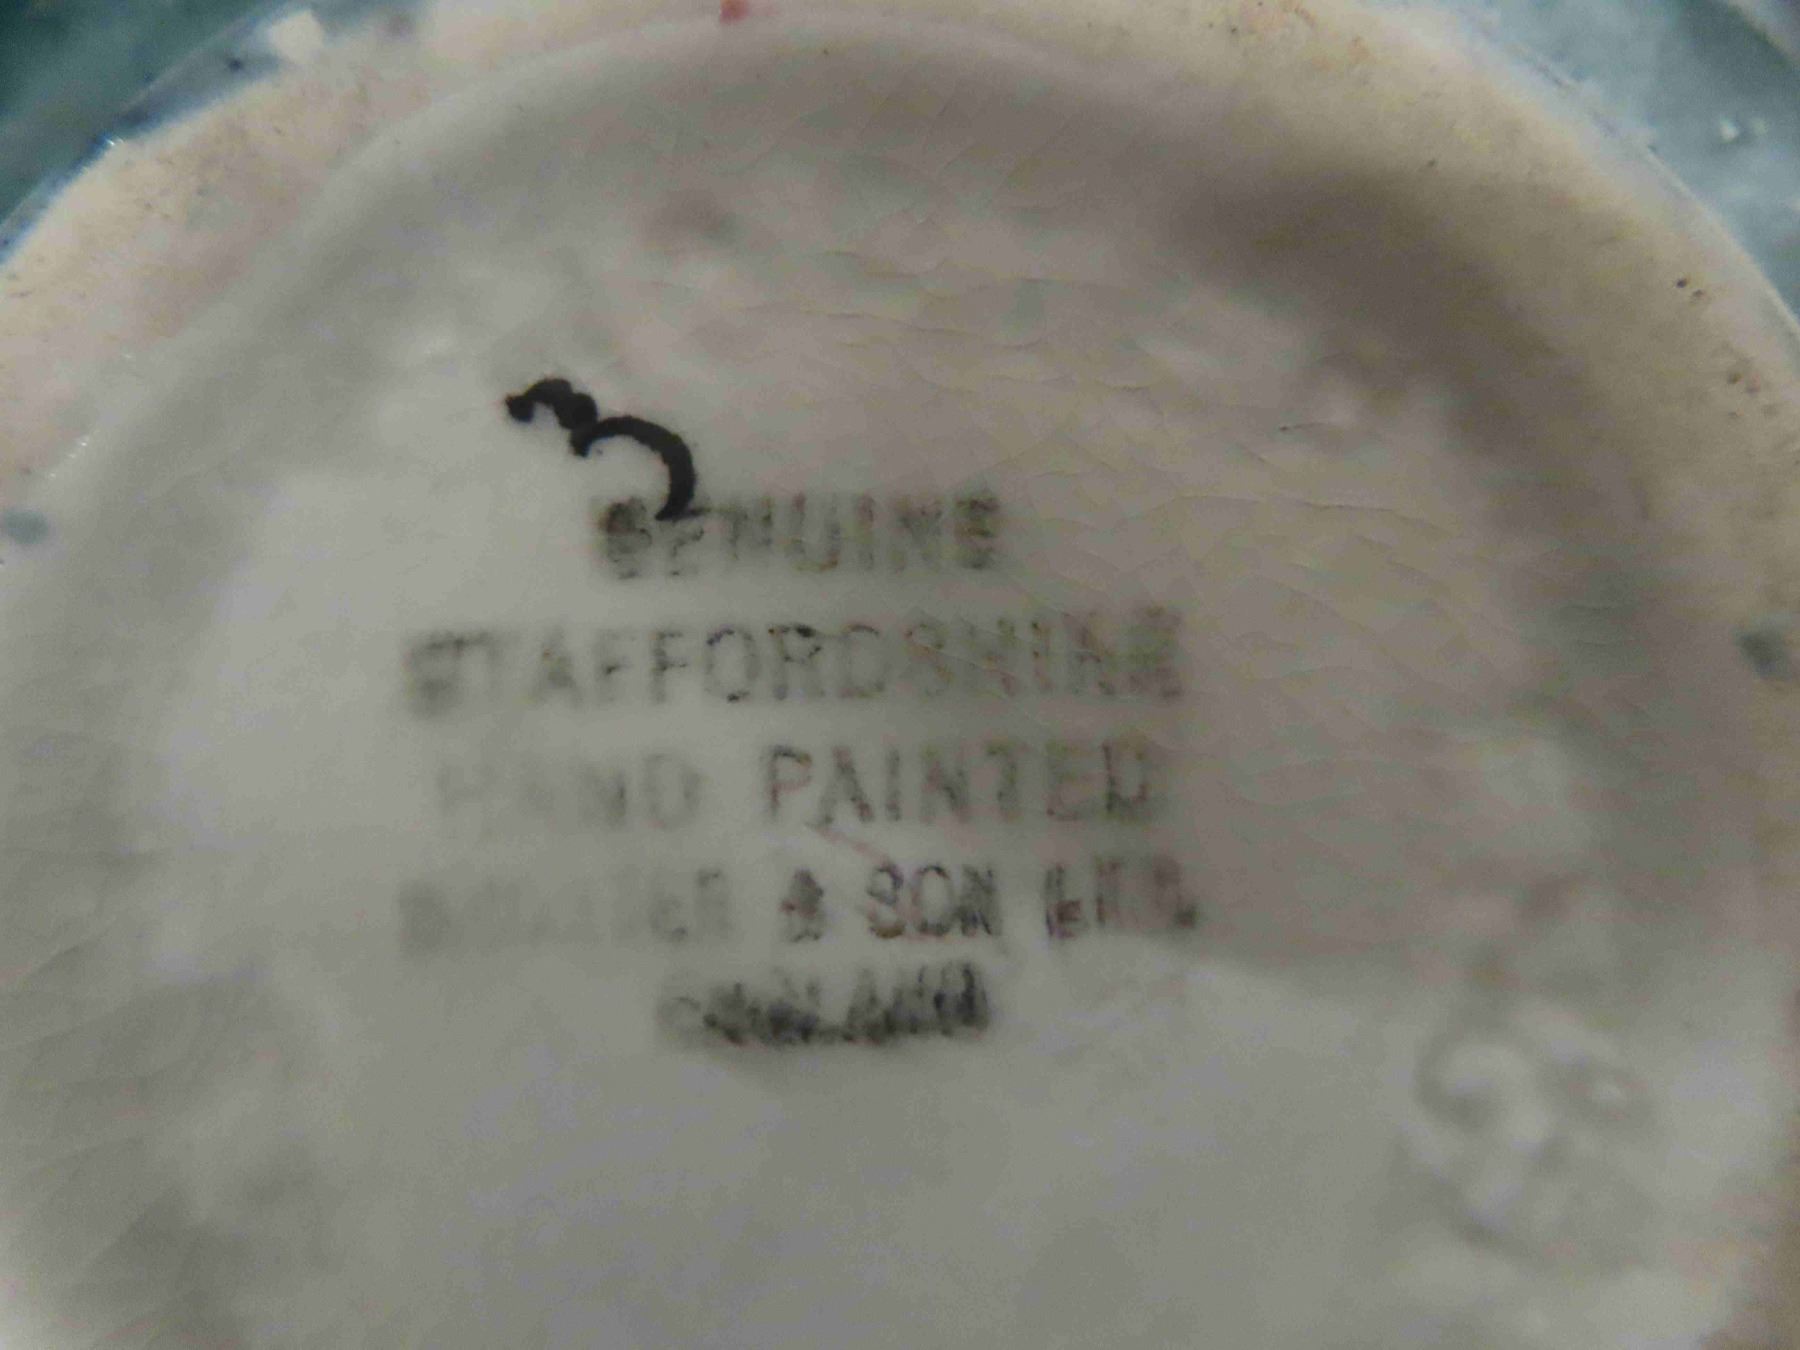 3
GENUINE
STAFFORDSHIRE
HAND PAINTED
& SON LTD.
ENGLAND